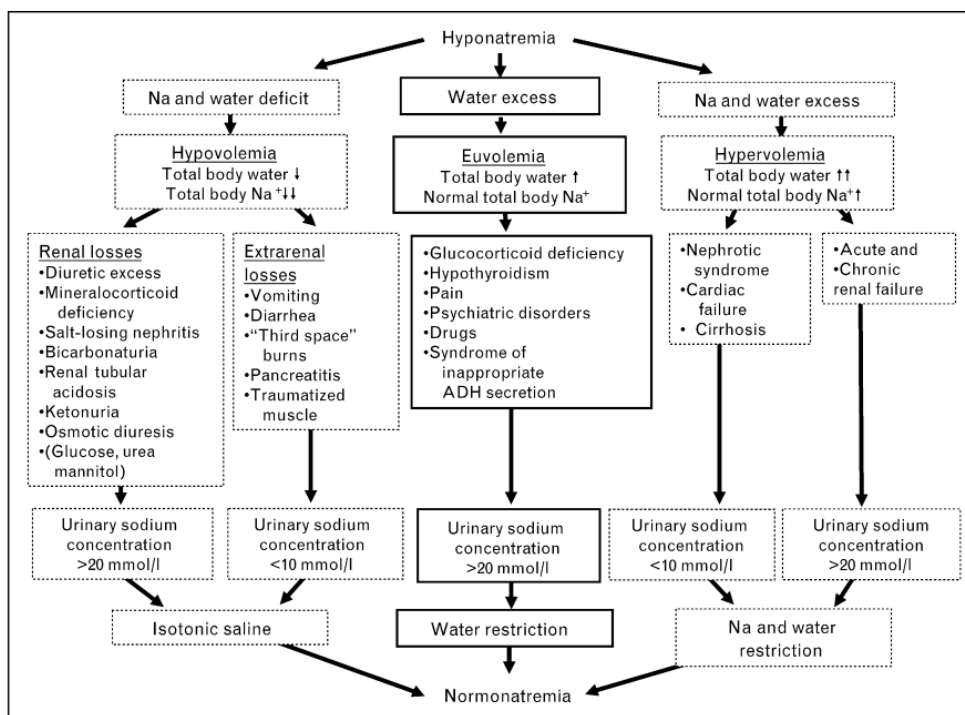 Hyponatremia
Na and water deficit
Water excess
Na and water excess
Hypovolemia
Total body water ↓
Total body Na +↓↓
Euvolemia
Total body water ↑
Normal total body Na+
Hypervolemia
Total body water ↑↑
Normal total body Na+↑
Renal losses
•Diuretic excess
•Mineralocorticoid
deficiency
•Salt-losing nephritis
•Bicarbonaturia
•Renal tubular
acidosis
•Ketonuria
•Osmotic diuresis
•(Glucose, urea
mannitol)
Extrarenal
losses
•Vomiting
•Diarrhea
•“Third space”
burns
•Pancreatitis
•Traumatized
muscle
•Glucocorticoid deficiency
•Hypothyroidism
•Pain
•Psychiatric disorders
•Drugs
•Syndrome of
inappropriate
ADH secretion
•Nephrotic
syndrome
•Cardiac
failure
• Cirrhosis
•Acute and
•Chronic
renal failure
Urinary sodium
concentration
>20 mmol/l
Urinary sodium
concentration
<10 mmol/l
Urinary sodium
concentration
>20 mmol/l
Urinary sodium
concentration
<10 mmol/l
Urinary sodium
concentration
>20 mmol/l
Isotonic saline
Water restriction
Na and water
restriction
Normonatremia